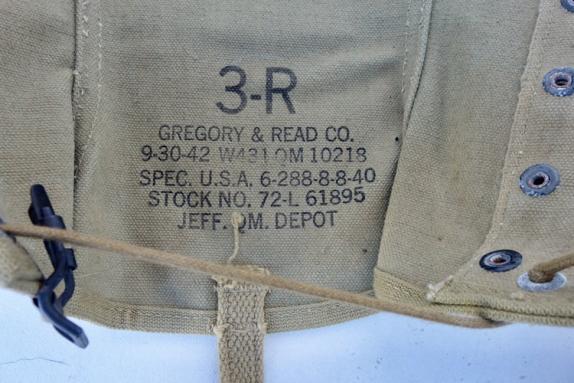 3-R
GREGORY & READ CO.
9-30-42 W431 QM 10218
SPEC. U.S.A. 6-288-8-8-40
STOCK NO. 72-L 61895
JEFF. QM. DEPOT